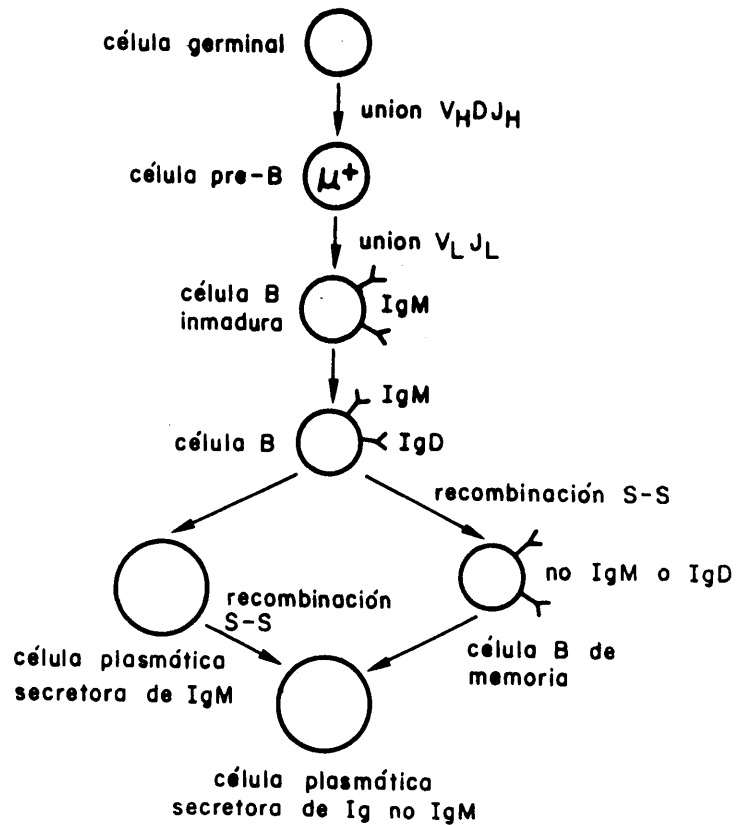 célula germinal
union VHDJH
célula pre-B
μ+
union VLJL
célula B
inmadura
IgM
IgM
célula B
IgD
recombinación S-S
no IgM o IgD
recombinación
S-S
célula plasmática
secretora de IgM
célula B de
memoria
célula plasmática
secretora de Ig no IgM